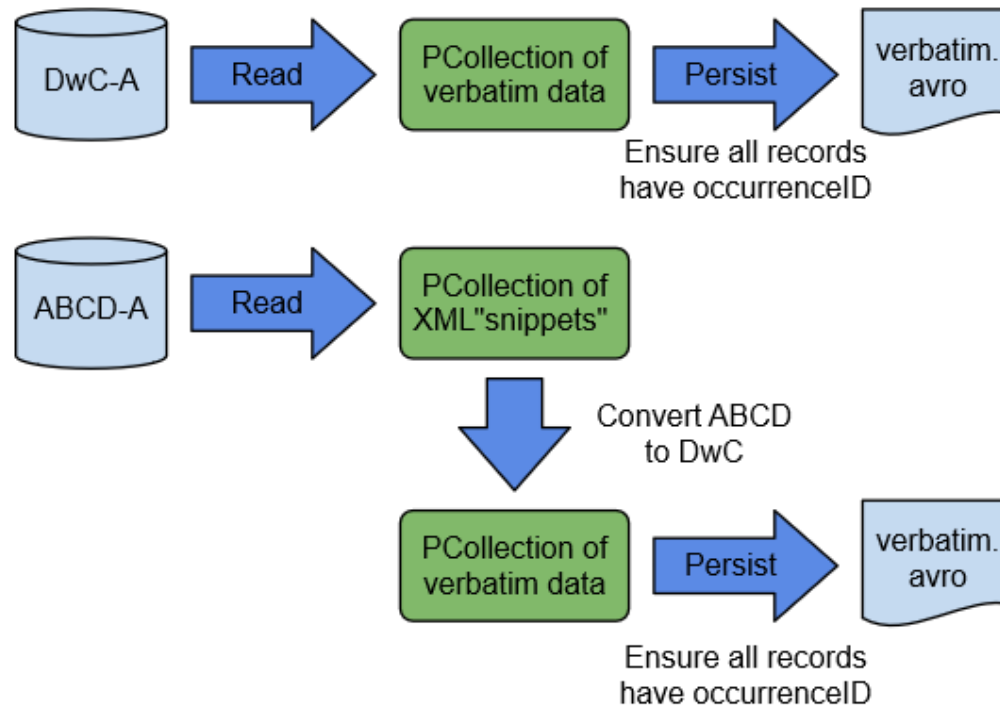 DwC-A
Read
PCollection of
verbatim data
Persist
verbatim.
avro
Ensure all records
have occurrenceID
ABCD-A
Read
PCollection of
XML"snippets"
Convert ABCD
to DwC
PCollection of
verbatim data
Persist
verbatim.
avro
Ensure all records
have occurrenceID